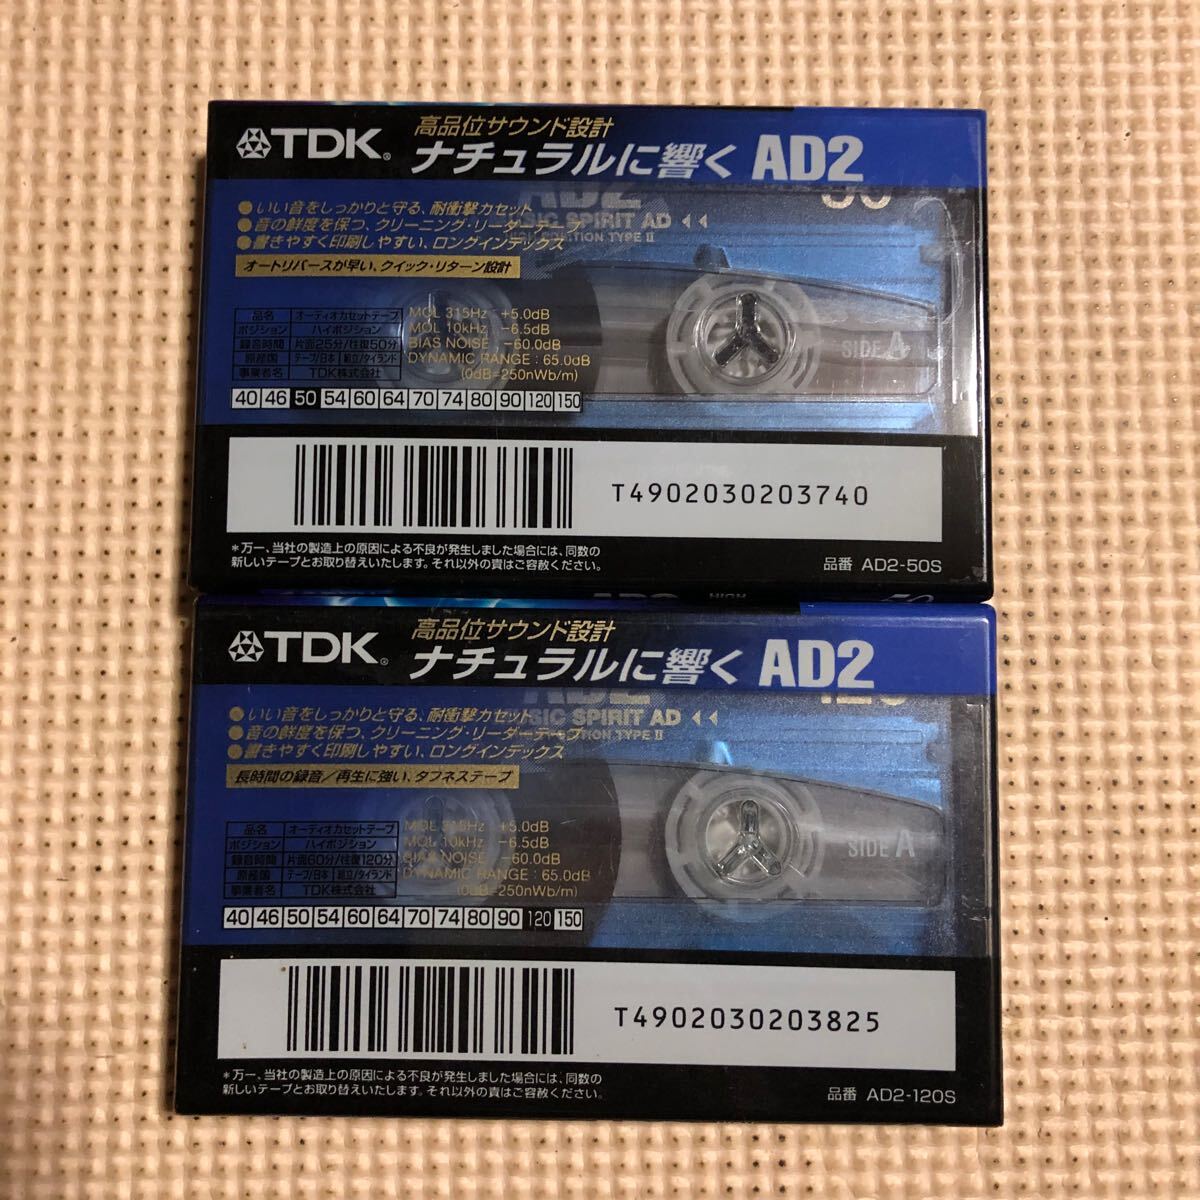 TDK®
高品位サウンド設計
ナチュラルに響く AD2
AD2
50
MUSIC SPIRIT AD ◀◀
POSITION TYPE II
●いい音をしっかりと守る、耐衝撃カセット
●音の鮮度を保つ、クリーニング・リーダーテープ
●書きやすく印刷しやすい、ロングインデックス
オートリバースが早い、クイック・リターン設計
品名 オーディオカセットテープ
ポジション ハイポジション
録音時間 片面25分/往復50分
原産国 テープ/日本 組立/タイランド
事業者名 TDK株式会社
MOL 315Hz : +5.0dB
MOL 10kHz : -6.5dB
BIAS NOISE : -60.0dB
DYNAMIC RANGE : 65.0dB
(0dB=250nWb/m)
SIDE A
40 46 50 54 60 64 70 74 80 90 120 150
T4902030203740
*万一、当社の製造上の原因による不良が発生しました場合には、同数の
新しいテープとお取り替えいたします。それ以外の責はご容赦ください。
品番 AD2-50S
HIGH
50
TDK®
高品位サウンド設計
ナチュラルに響く AD2
AD2
120
MUSIC SPIRIT AD ◀◀
POSITION TYPE II
●いい音をしっかりと守る、耐衝撃カセット
●音の鮮度を保つ、クリーニング・リーダーテープ
●書きやすく印刷しやすい、ロングインデックス
長時間の録音/再生に強い、タフネステープ
品名 オーディオカセットテープ
ポジション ハイポジション
録音時間 片面60分/往復120分
原産国 テープ/日本 組立/タイランド
事業者名 TDK株式会社
MOL 315Hz : +5.0dB
MOL 10kHz : -6.5dB
BIAS NOISE : -60.0dB
DYNAMIC RANGE : 65.0dB
(0dB=250nWb/m)
SIDE A
40 46 50 54 60 64 70 74 80 90 120 150
T4902030203825
*万一、当社の製造上の原因による不良が発生しました場合には、同数の
新しいテープとお取り替えいたします。それ以外の責はご容赦ください。
品番 AD2-120S